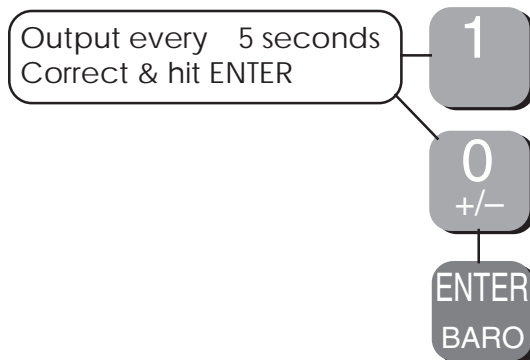 Output every 5 seconds
Correct & hit ENTER
1
0
+/–
ENTER
BARO